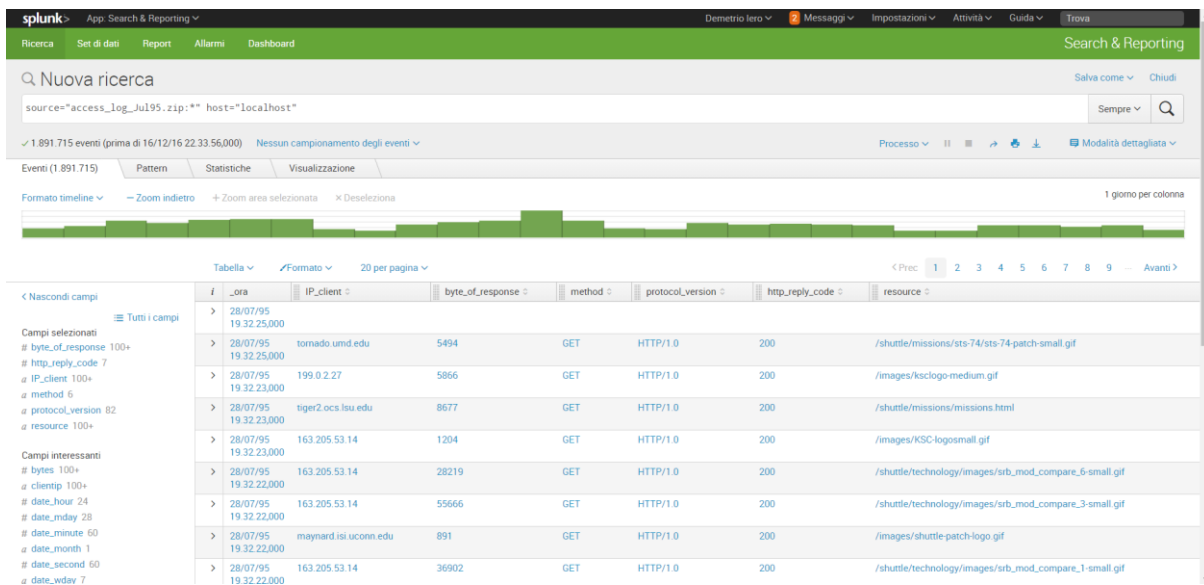 splunk> App: Search & Reporting Demetrio Iero 2 Messaggi Impostazioni Attività Guida Trova
Ricerca Set di dati Report Allarmi Dashboard Search & Reporting
Nuova ricerca Salva come Chiudi
source="access_log_Jul95.zip:*" host="localhost" Sempre
✓ 1.891.715 eventi (prima di 16/12/16 22.33.56,000) Nessun campionamento degli eventi Processo Modalità dettagliata
Eventi (1.891.715) Pattern Statistiche Visualizzazione
Formato timeline − Zoom indietro + Zoom area selezionata × Deseleziona 1 giorno per colonna
Tabella Formato 20 per pagina < Prec 1 2 3 4 5 6 7 8 9 ... Avanti >
< Nascondi campi
Tutti i campi
Campi selezionati
# byte_of_response 100+
# http_reply_code 7
a IP_client 100+
a method 6
a protocol_version 82
a resource 100+
Campi interessanti
# bytes 100+
a clientip 100+
# date_hour 24
# date_mday 28
# date_minute 60
a date_month 1
# date_second 60
a date_wday 7
i _ora IP_client byte_of_response method protocol_version http_reply_code resource
> 28/07/95
19.32.25,000
> 28/07/95 tornado.umd.edu 5494 GET HTTP/1.0 200 /shuttle/missions/sts-74/sts-74-patch-small.gif
19.32.25,000
> 28/07/95 199.0.2.27 5866 GET HTTP/1.0 200 /images/ksclogo-medium.gif
19.32.23,000
> 28/07/95 tiger2.ocs.lsu.edu 8677 GET HTTP/1.0 200 /shuttle/missions/missions.html
19.32.23,000
> 28/07/95 163.205.53.14 1204 GET HTTP/1.0 200 /images/KSC-logosmall.gif
19.32.23,000
> 28/07/95 163.205.53.14 28219 GET HTTP/1.0 200 /shuttle/technology/images/srb_mod_compare_6-small.gif
19.32.22,000
> 28/07/95 163.205.53.14 55666 GET HTTP/1.0 200 /shuttle/technology/images/srb_mod_compare_3-small.gif
19.32.22,000
> 28/07/95 maynard.isi.uconn.edu 891 GET HTTP/1.0 200 /images/shuttle-patch-logo.gif
19.32.22,000
> 28/07/95 163.205.53.14 36902 GET HTTP/1.0 200 /shuttle/technology/images/srb_mod_compare_1-small.gif
19.32.22,000